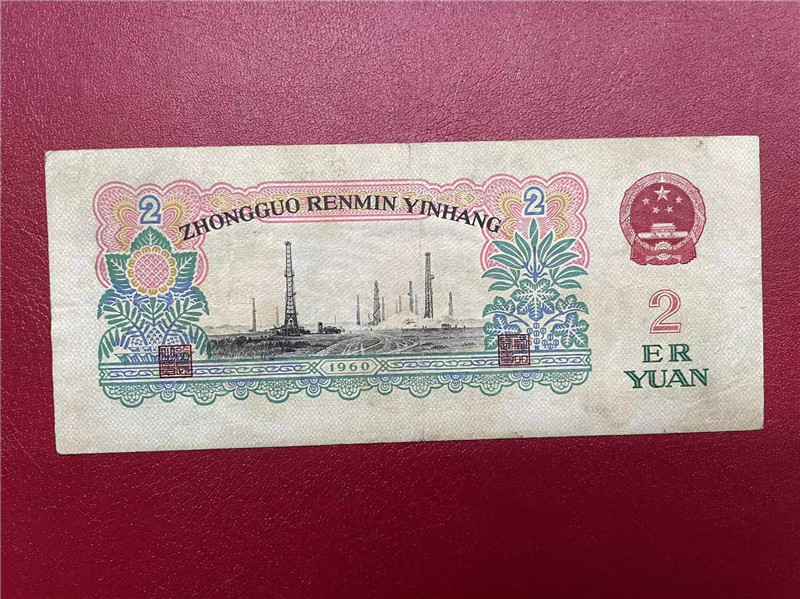 2
2
ZHONGGUO RENMIN YINHANG
1960
2
ER
YUAN